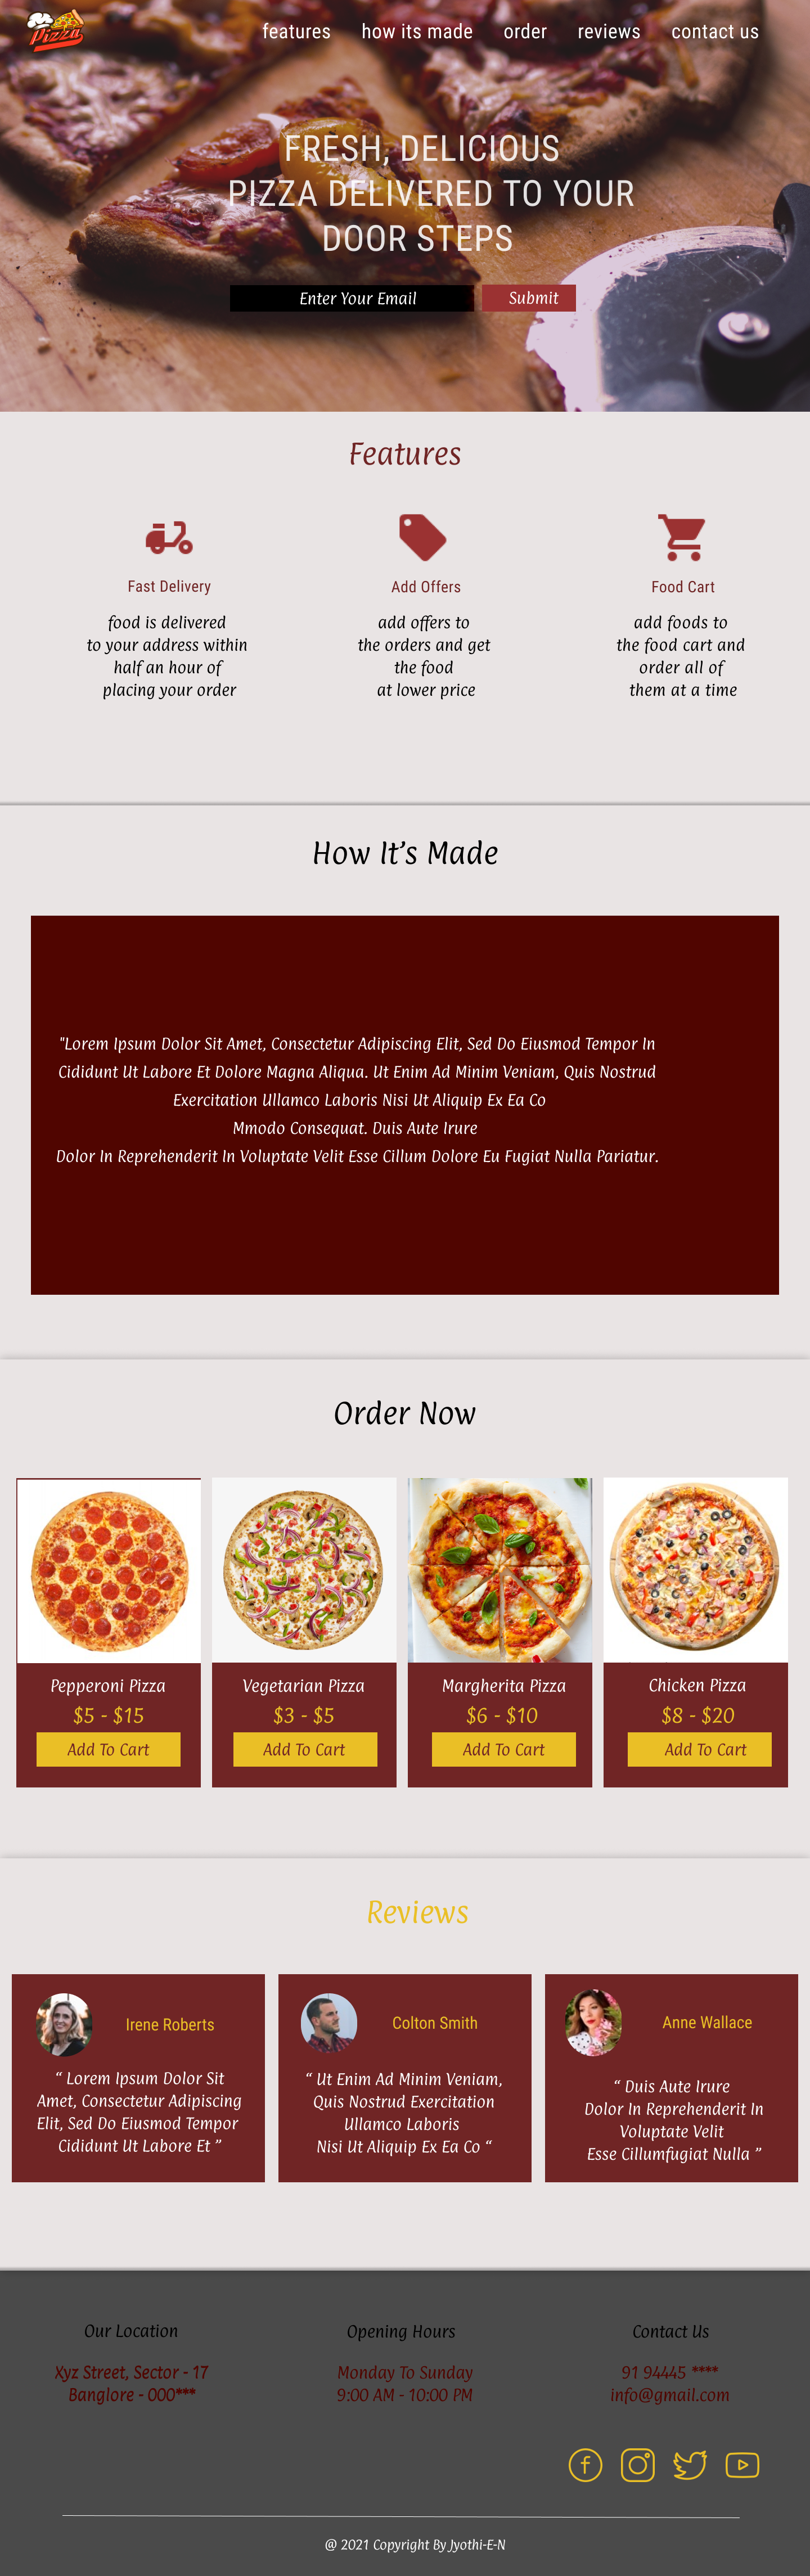 Pizza
features how its made order reviews contact us
FRESH, DELICIOUS
PIZZA DELIVERED TO YOUR
DOOR STEPS
Enter Your Email Submit
Features
Fast Delivery
food is delivered
to your address within
half an hour of
placing your order
Add Offers
add offers to
the orders and get
the food
at lower price
Food Cart
add foods to
the food cart and
order all of
them at a time
How It's Made
"Lorem Ipsum Dolor Sit Amet, Consectetur Adipiscing Elit, Sed Do Eiusmod Tempor In
Cididunt Ut Labore Et Dolore Magna Aliqua. Ut Enim Ad Minim Veniam, Quis Nostrud
Exercitation Ullamco Laboris Nisi Ut Aliquip Ex Ea Co
Mmodo Consequat. Duis Aute Irure
Dolor In Reprehenderit In Voluptate Velit Esse Cillum Dolore Eu Fugiat Nulla Pariatur.
Order Now
Pepperoni Pizza
$5 - $15
Add To Cart
Vegetarian Pizza
$3 - $5
Add To Cart
Margherita Pizza
$6 - $10
Add To Cart
Chicken Pizza
$8 - $20
Add To Cart
Reviews
Irene Roberts
“ Lorem Ipsum Dolor Sit
Amet, Consectetur Adipiscing
Elit, Sed Do Eiusmod Tempor
Cididunt Ut Labore Et ”
Colton Smith
“ Ut Enim Ad Minim Veniam,
Quis Nostrud Exercitation
Ullamco Laboris
Nisi Ut Aliquip Ex Ea Co “
Anne Wallace
“ Duis Aute Irure
Dolor In Reprehenderit In
Voluptate Velit
Esse Cillumfugiat Nulla ”
Our Location
Xyz Street, Sector - 17
Banglore - 000***
Opening Hours
Monday To Sunday
9:00 AM - 10:00 PM
Contact Us
91 94445 ****
info@gmail.com
@ 2021 Copyright By Jyothi-E-N